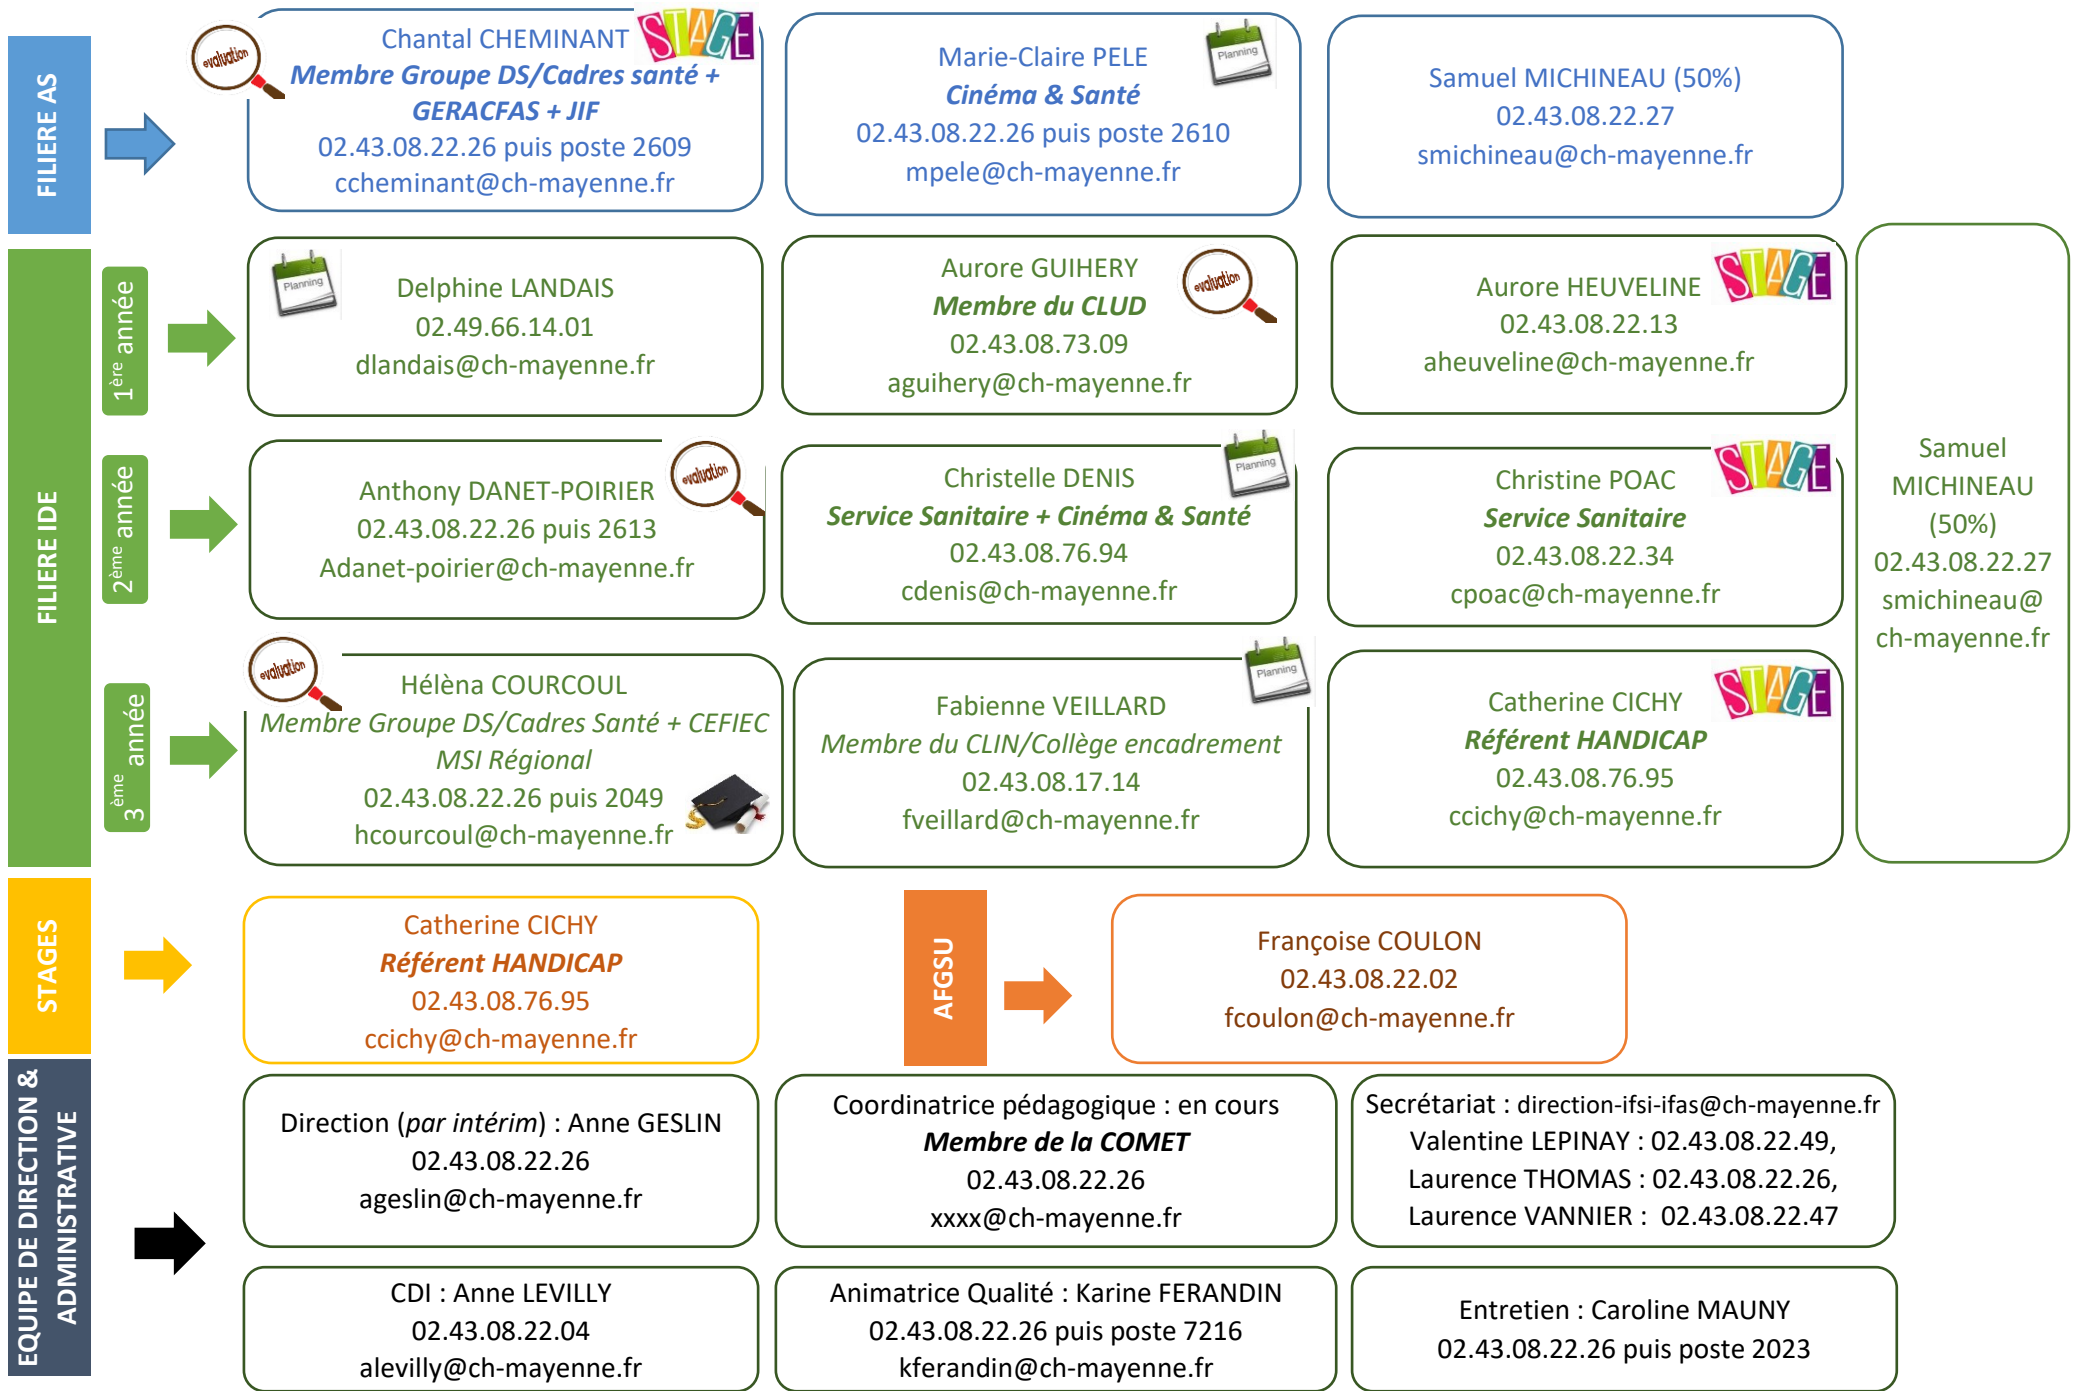 FILIERE AS
evaluation
Chantal CHEMINANT
STAGE
Membre Groupe DS/Cadres santé +
GERACFAS + JIF
02.43.08.22.26 puis poste 2609
ccheminant@ch-mayenne.fr
Marie-Claire PELE
Planning
Cinéma & Santé
02.43.08.22.26 puis poste 2610
mpele@ch-mayenne.fr
Samuel MICHINEAU (50%)
02.43.08.22.27
smichineau@ch-mayenne.fr
FILIERE IDE
1ère année
Planning
Delphine LANDAIS
02.49.66.14.01
dlandais@ch-mayenne.fr
Aurore GUIHERY
evaluation
Membre du CLUD
02.43.08.73.09
aguihery@ch-mayenne.fr
Aurore HEUVELINE
STAGE
02.43.08.22.13
aheuveline@ch-mayenne.fr
2ème année
Anthony DANET-POIRIER
evaluation
02.43.08.22.26 puis 2613
Adanet-poirier@ch-mayenne.fr
Christelle DENIS
Planning
Service Sanitaire + Cinéma & Santé
02.43.08.76.94
cdenis@ch-mayenne.fr
Christine POAC
STAGE
Service Sanitaire
02.43.08.22.34
cpoac@ch-mayenne.fr
3ème année
evaluation
Hélèna COURCOUL
Membre Groupe DS/Cadres Santé + CEFIEC
MSI Régional
02.43.08.22.26 puis 2049
hcourcoul@ch-mayenne.fr
Fabienne VEILLARD
Planning
Membre du CLIN/Collège encadrement
02.43.08.17.14
fveillard@ch-mayenne.fr
Catherine CICHY
STAGE
Référent HANDICAP
02.43.08.76.95
ccichy@ch-mayenne.fr
Samuel
MICHINEAU
(50%)
02.43.08.22.27
smichineau@
ch-mayenne.fr
STAGES
Catherine CICHY
Référent HANDICAP
02.43.08.76.95
ccichy@ch-mayenne.fr
AFGSU
Françoise COULON
02.43.08.22.02
fcoulon@ch-mayenne.fr
EQUIPE DE DIRECTION &
ADMINISTRATIVE
Direction (par intérim) : Anne GESLIN
02.43.08.22.26
ageslin@ch-mayenne.fr
Coordinatrice pédagogique : en cours
Membre de la COMET
02.43.08.22.26
xxxx@ch-mayenne.fr
Secrétariat : direction-ifsi-ifas@ch-mayenne.fr
Valentine LEPINAY : 02.43.08.22.49,
Laurence THOMAS : 02.43.08.22.26,
Laurence VANNIER : 02.43.08.22.47
CDI : Anne LEVILLY
02.43.08.22.04
alevilly@ch-mayenne.fr
Animatrice Qualité : Karine FERANDIN
02.43.08.22.26 puis poste 7216
kferandin@ch-mayenne.fr
Entretien : Caroline MAUNY
02.43.08.22.26 puis poste 2023